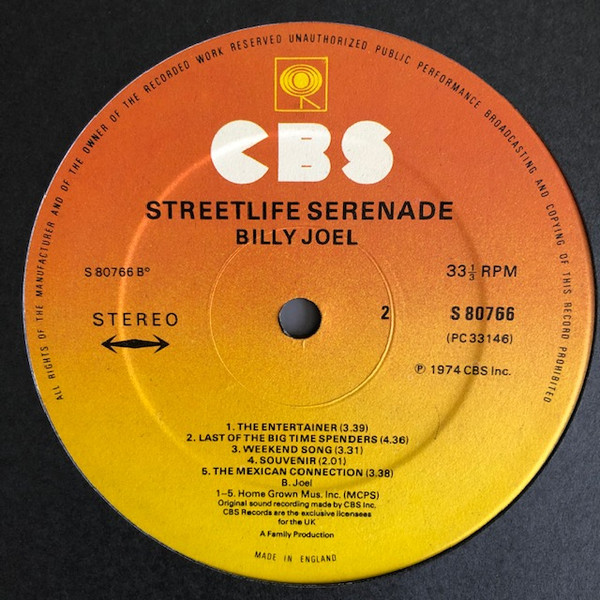 ALL RIGHTS OF THE MANUFACTURER AND OF THE OWNER OF THE RECORDED WORK RESERVED UNAUTHORIZED PUBLIC PERFORMANCE BROADCASTING AND COPYING OF THIS RECORD PROHIBITED
CBS
STREETLIFE SERENADE
BILLY JOEL
S 80766 B° 33⅓ RPM
STEREO 2 S 80766
(PC 33146)
℗ 1974 CBS Inc.
1. THE ENTERTAINER (3.39)
2. LAST OF THE BIG TIME SPENDERS (4.36)
3. WEEKEND SONG (3.31)
4. SOUVENIR (2.01)
5. THE MEXICAN CONNECTION (3.38)
B. Joel
1–5. Home Grown Mus. Inc. (MCPS)
Original sound recording made by CBS Inc.
CBS Records are the exclusive licensees
for the UK
A Family Production
MADE IN ENGLAND